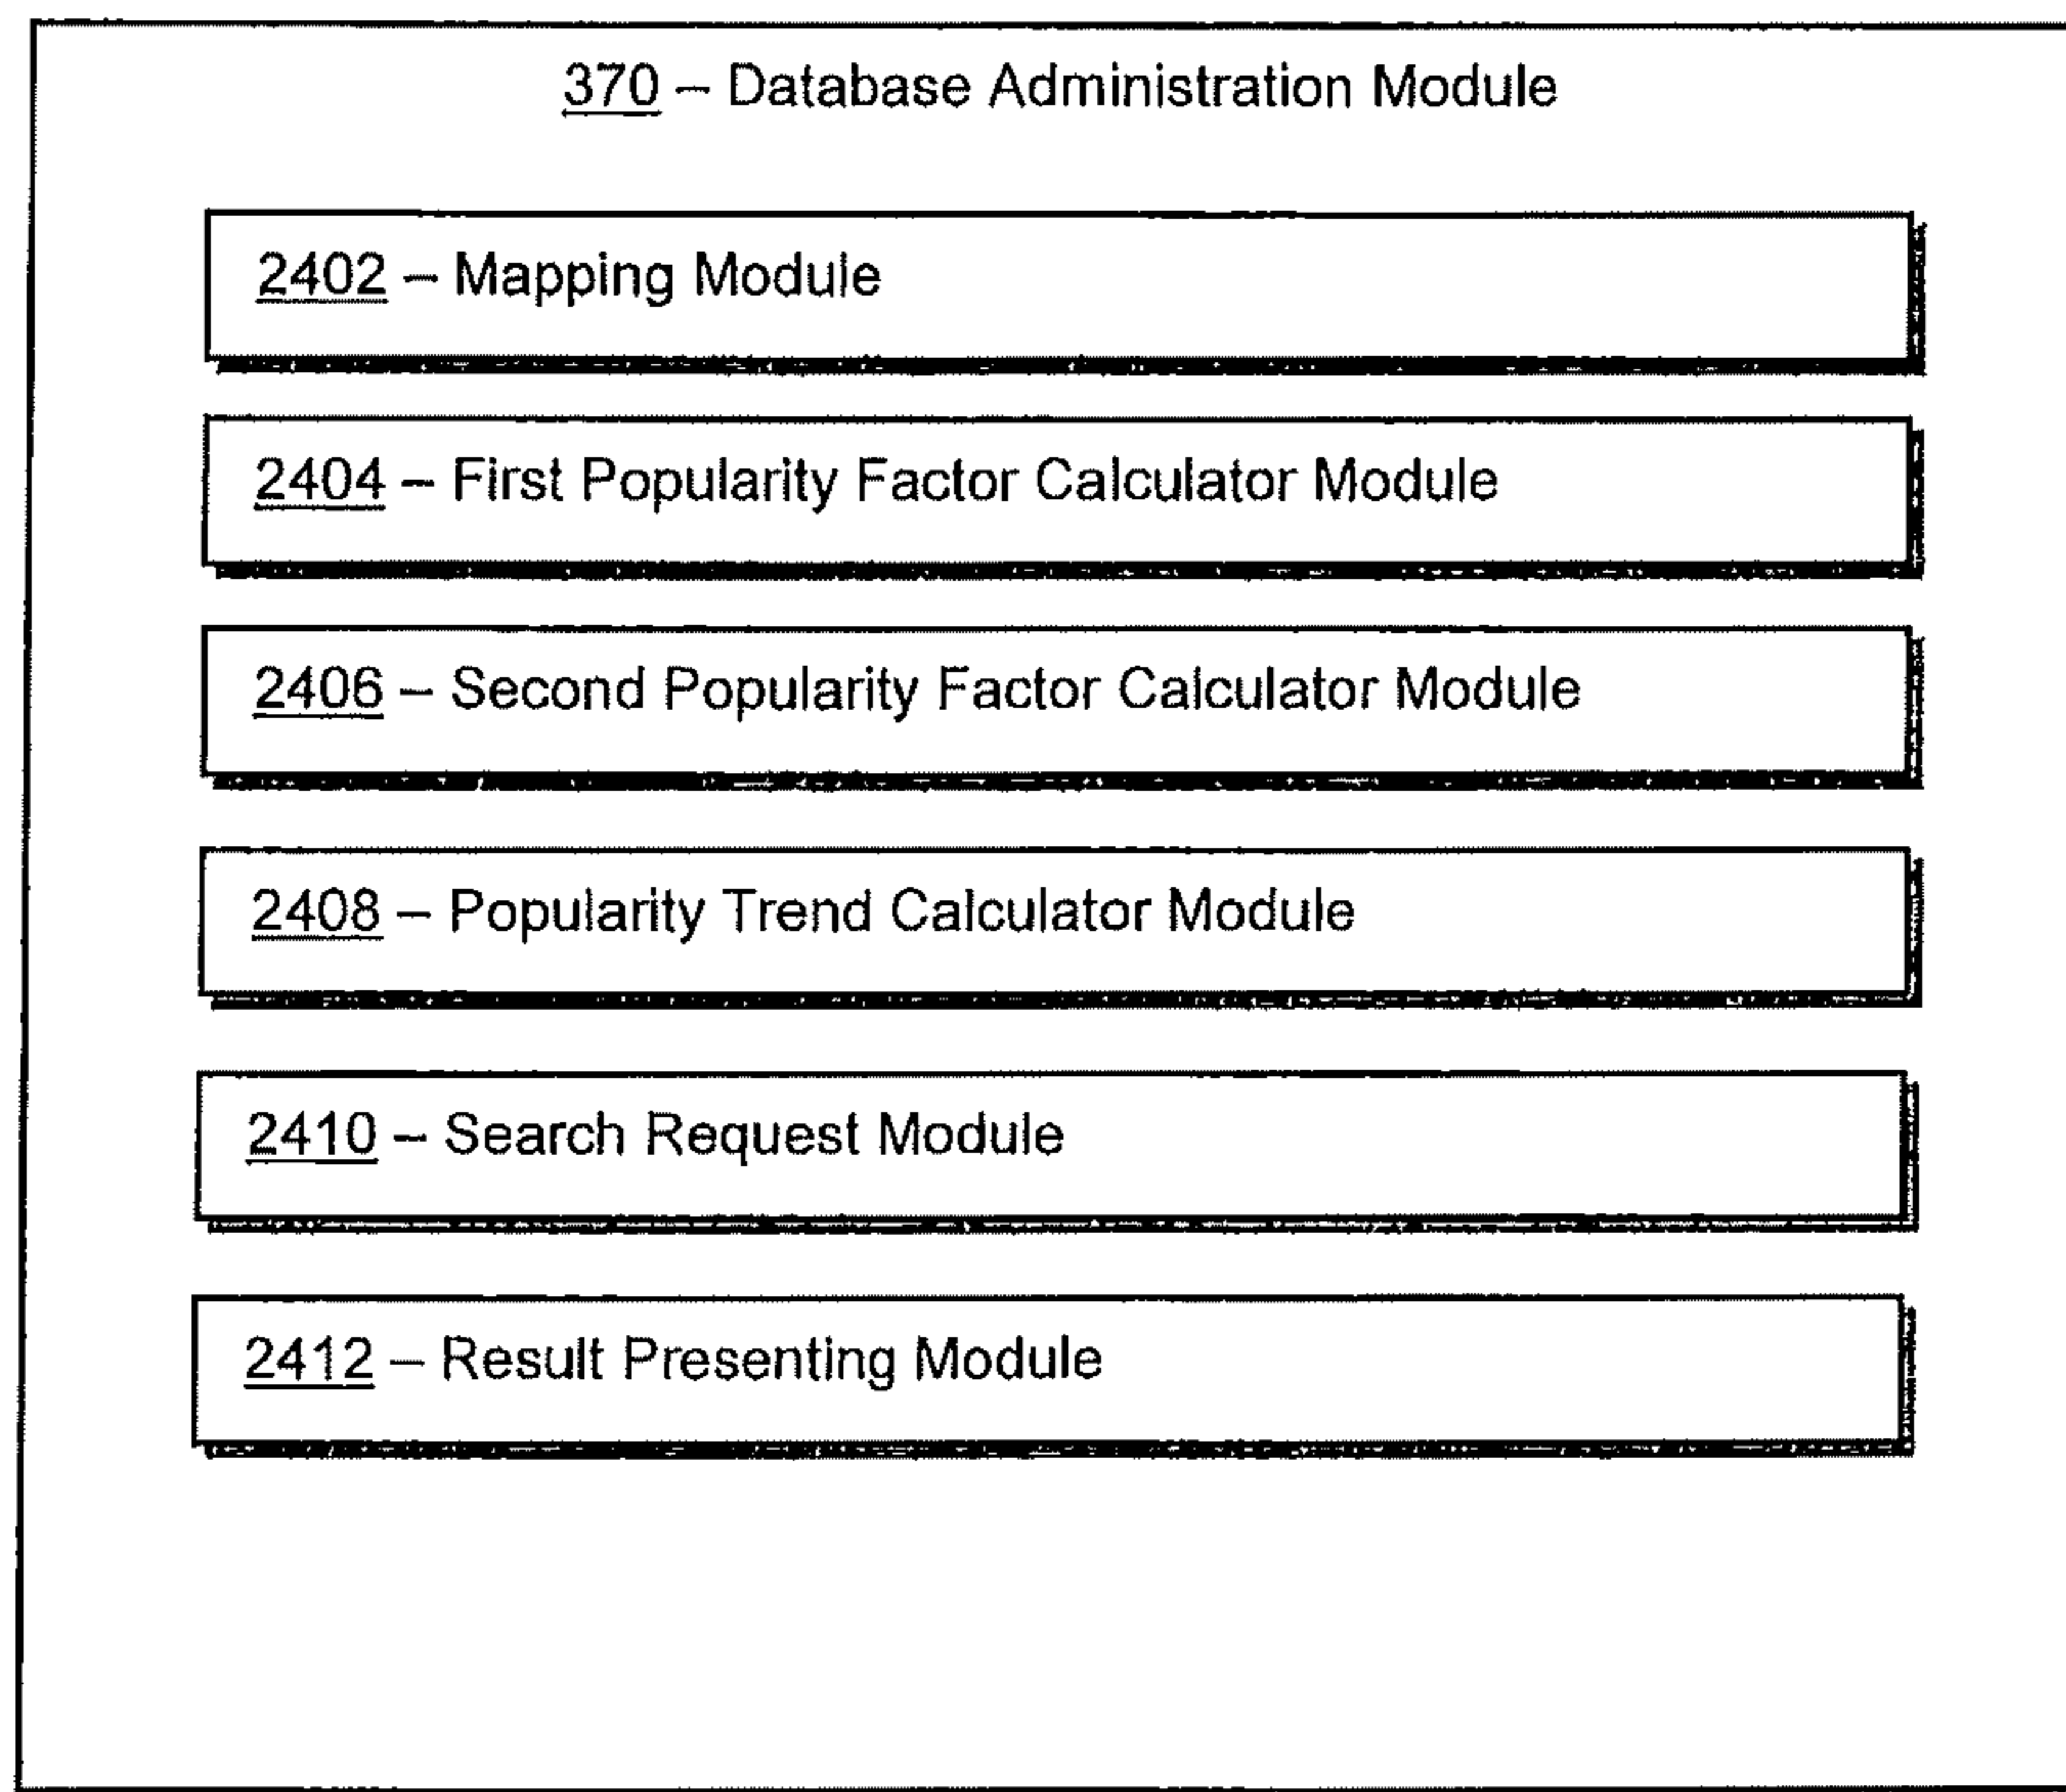 370 – Database Administration Module
2402 – Mapping Module
2404 – First Popularity Factor Calculator Module
2406 – Second Popularity Factor Calculator Module
2408 – Popularity Trend Calculator Module
2410 – Search Request Module
2412 – Result Presenting Module